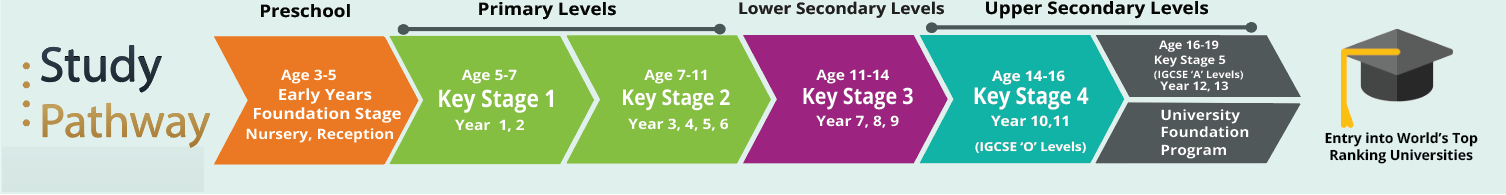 Study
Pathway
Preschool
Age 3-5
Early Years
Foundation Stage
Nursery, Reception
Primary Levels
Age 5-7
Key Stage 1
Year 1, 2
Age 7-11
Key Stage 2
Year 3, 4, 5, 6
Lower Secondary Levels
Age 11-14
Key Stage 3
Year 7, 8, 9
Upper Secondary Levels
Age 14-16
Key Stage 4
Year 10,11
(IGCSE ‘O’ Levels)
Age 16-19
Key Stage 5
(IGCSE ‘A’ Levels)
Year 12, 13
University
Foundation
Program
Entry into World’s Top
Ranking Universities